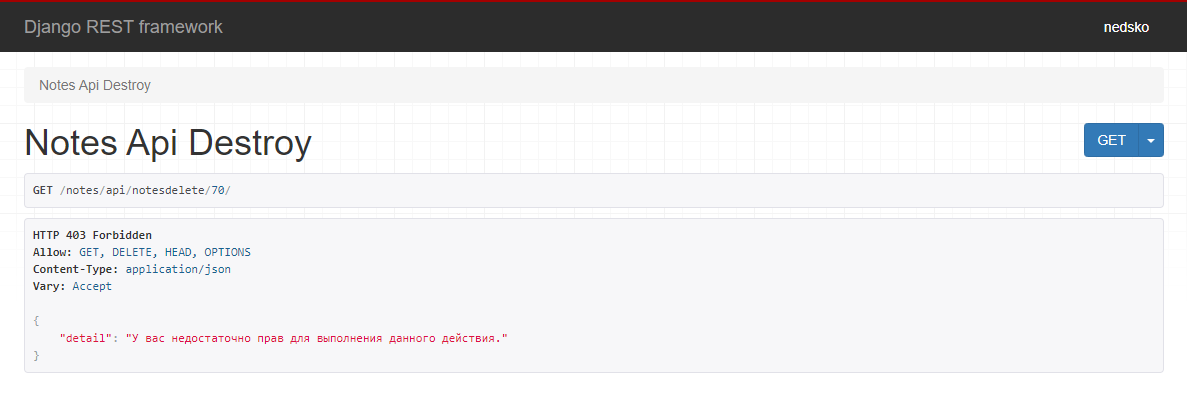 Django REST framework
nedsko
Notes Api Destroy
Notes Api Destroy
GET
GET /notes/api/notesdelete/70/
HTTP 403 Forbidden
Allow: GET, DELETE, HEAD, OPTIONS
Content-Type: application/json
Vary: Accept
{
"detail": "У вас недостаточно прав для выполнения данного действия."
}